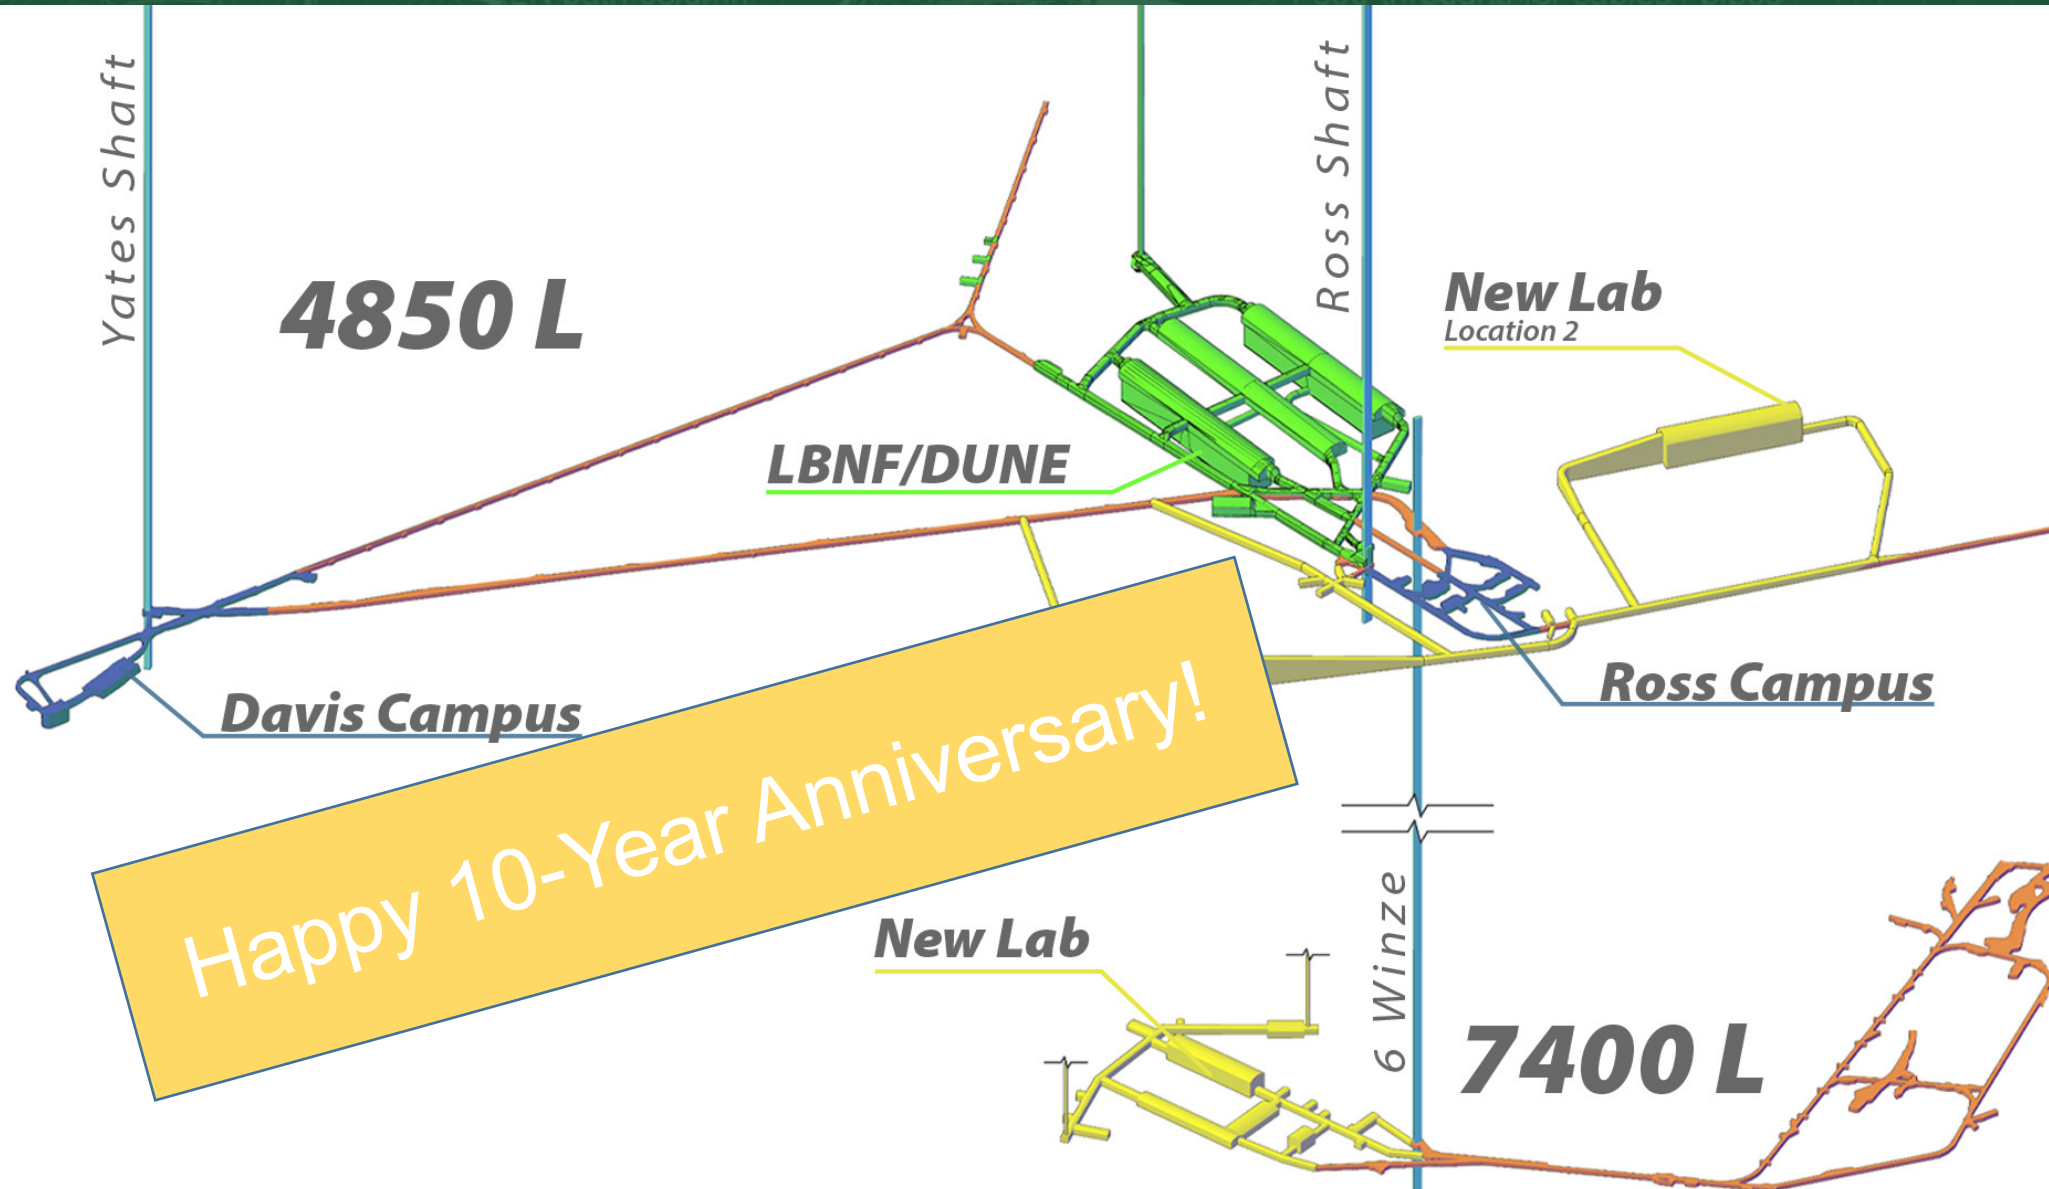 Yates Shaft
4850 L
Ross Shaft
New Lab
Location 2
LBNF/DUNE
Davis Campus
Ross Campus
Happy 10-Year Anniversary!
New Lab
6 Winze
7400 L